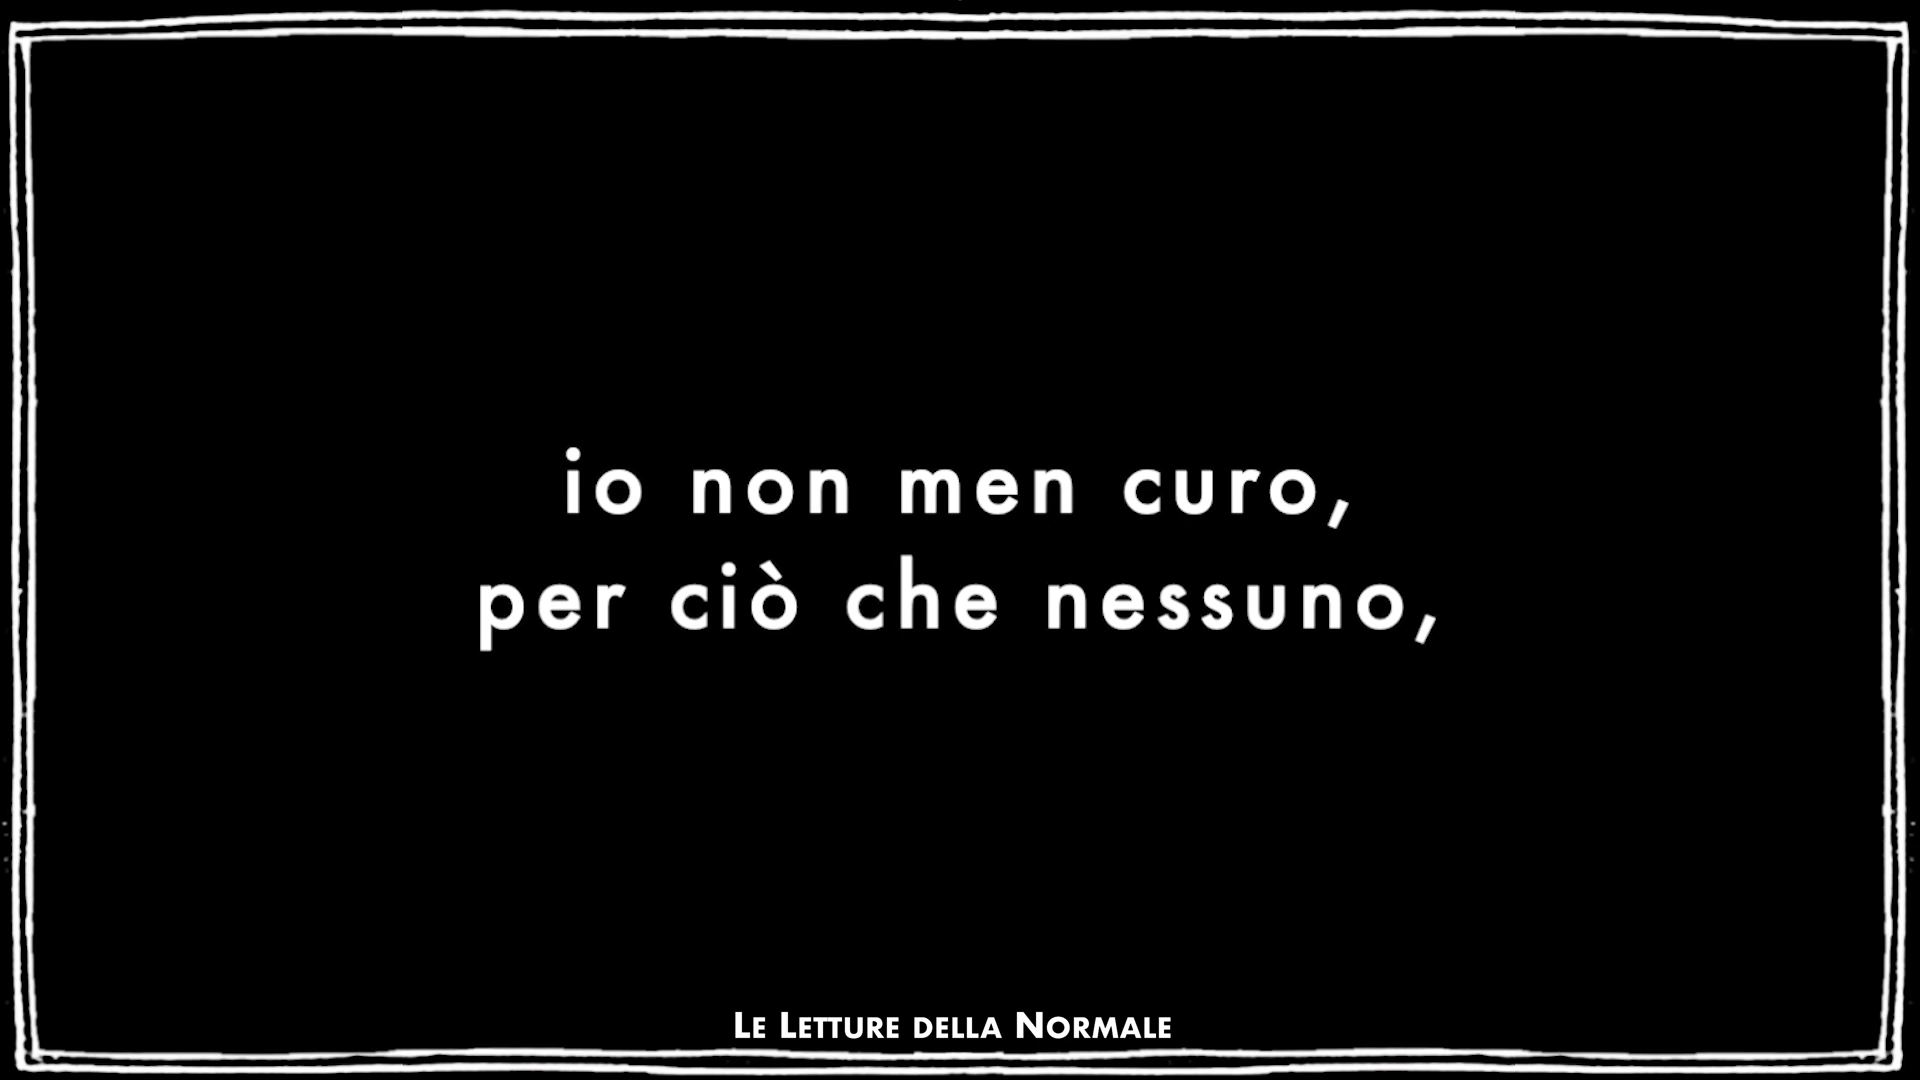 io non men curo,
per ciò che nessuno,
Le Letture della Normale